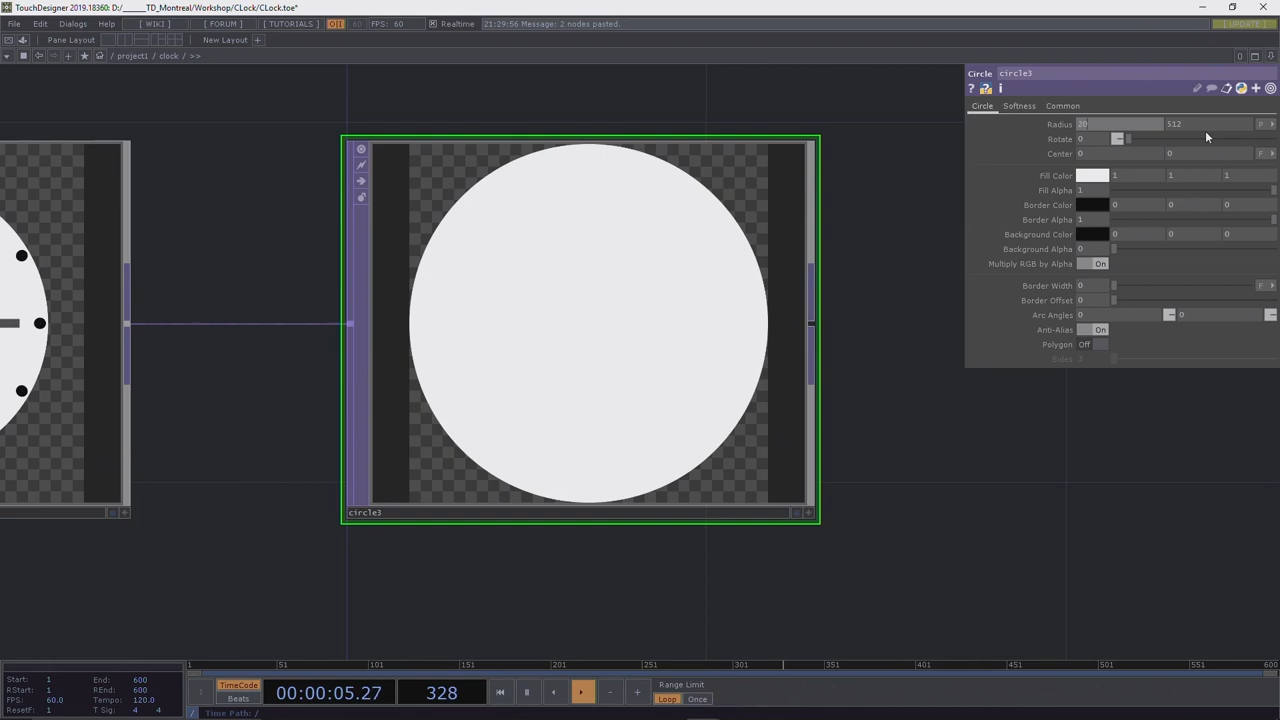 TouchDesigner 2019.18360: D:/_____TD_Montreal/Workshop/CLock/CLock.toe*
File Edit Dialogs Help [ WIKI ] [ FORUM ] [ TUTORIALS ] O|I 60 FPS: 60 Realtime 21:29:56 Message: 2 nodes pasted. [ UPDATE ]
Pane Layout New Layout +
/ project1 / clock / >>
Circle circle3
Circle Softness Common
Radius 20 512 P
Rotate 0
Center 0 0 F
Fill Color 1 1 1
Fill Alpha 1
Border Color 0 0 0
Border Alpha 1
Background Color 0 0 0
Background Alpha 0
Multiply RGB by Alpha On
Border Width 0 F
Border Offset 0
Arc Angles 0 0
Anti-Alias On
Polygon Off
Sides 3
circle3
1 51 101 151 201 251 301 351 401 451 501 551 600
Start: 1 End: 600
RStart: 1 REnd: 600
FPS: 60.0 Tempo: 120.0
ResetF: 1 T Sig: 4 4
TimeCode
Beats
00:00:05.27
328
Range Limit
Loop Once
/ Time Path: /